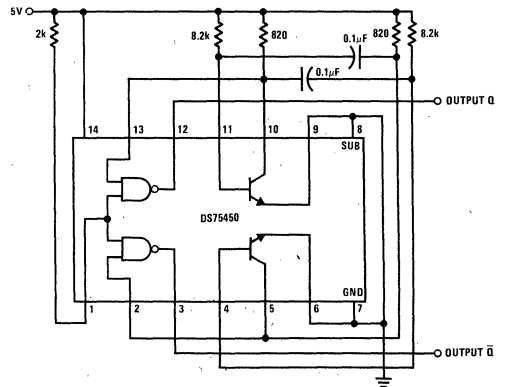 5V
2k
8.2k
820
0.1μF
820
8.2k
0.1μF
OUTPUT Q
14 13 12 11 10 9 8
SUB
DS75450
GND
1 2 3 4 5 6 7
OUTPUT Q̅